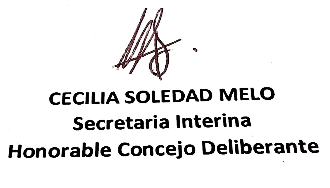 CECILIA SOLEDAD MELO
Secretaria Interina
Honorable Concejo Deliberante